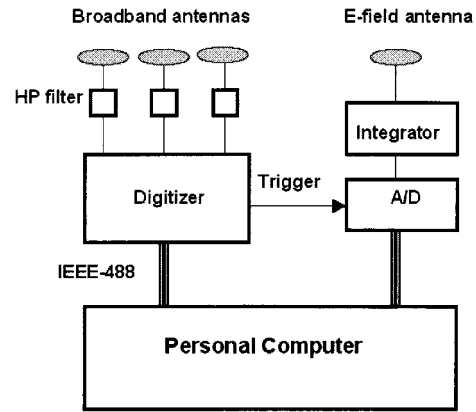 Broadband antennas
E-field antenna
HP filter
Integrator
Digitizer
Trigger
A/D
IEEE-488
Personal Computer